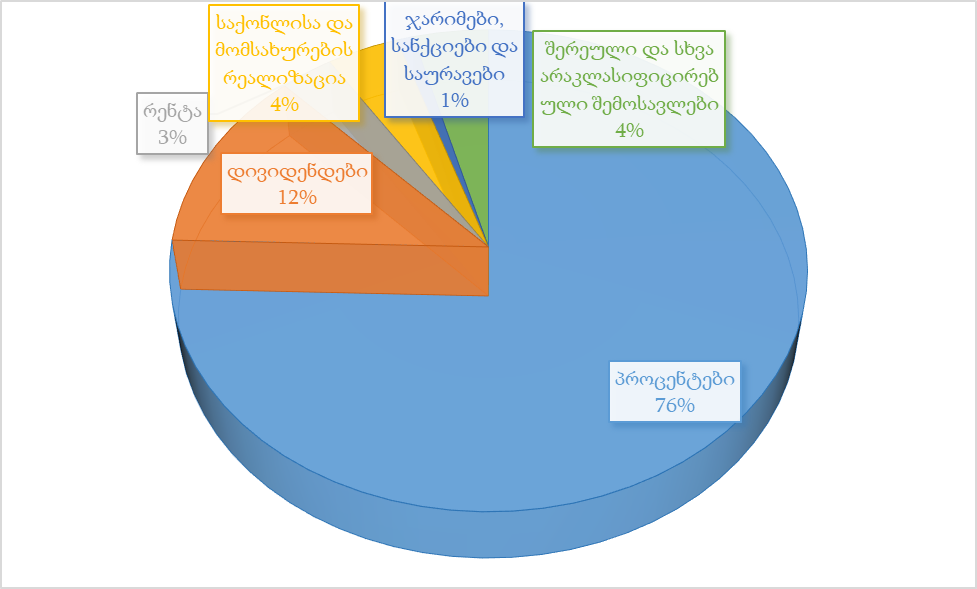 საქონლისა და
მომსახურების
რეალიზაცია
4%
ჯარიმები,
სანქციები და
საურავები
1%
შერეული და სხვა
არაკლასიფიცირებ
ული შემოსავლები
4%
რენტა
3%
დივიდენდები
12%
პროცენტები
76%